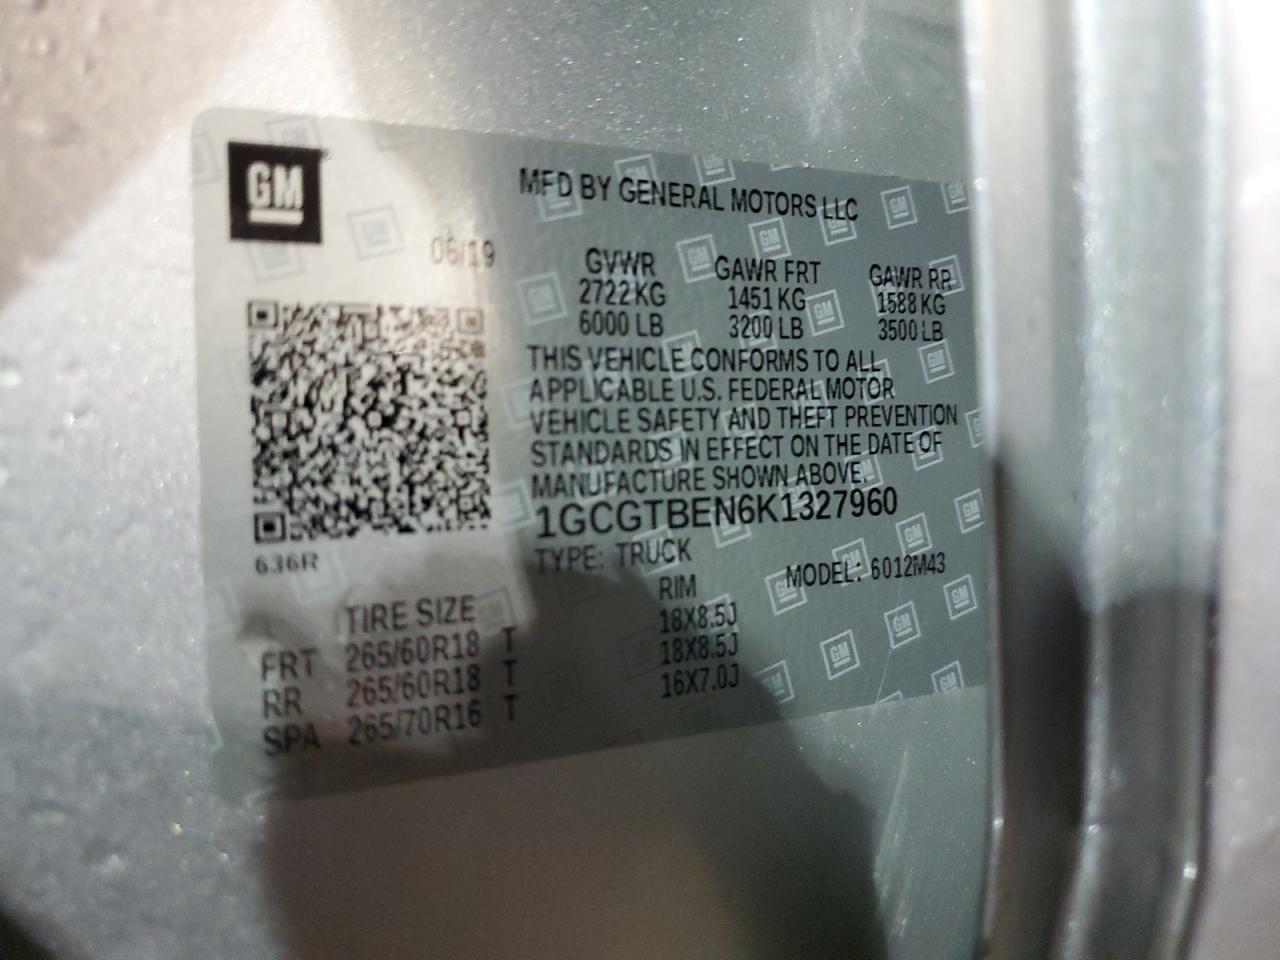 GM
MFD BY GENERAL MOTORS LLC
06/19
GVWR GAWR FRT GAWR RR
2722 KG 1451 KG 1588 KG
6000 LB 3200 LB 3500 LB
THIS VEHICLE CONFORMS TO ALL
APPLICABLE U.S. FEDERAL MOTOR
VEHICLE SAFETY AND THEFT PREVENTION
STANDARDS IN EFFECT ON THE DATE OF
MANUFACTURE SHOWN ABOVE.
1GCGTBEN6K1327960
636R
TYPE: TRUCK MODEL: 6012M43
TIRE SIZE RIM
FRT 265/60R18 T 18X8.5J
RR 265/60R18 T 18X8.5J
SPA 265/70R16 T 16X7.0J